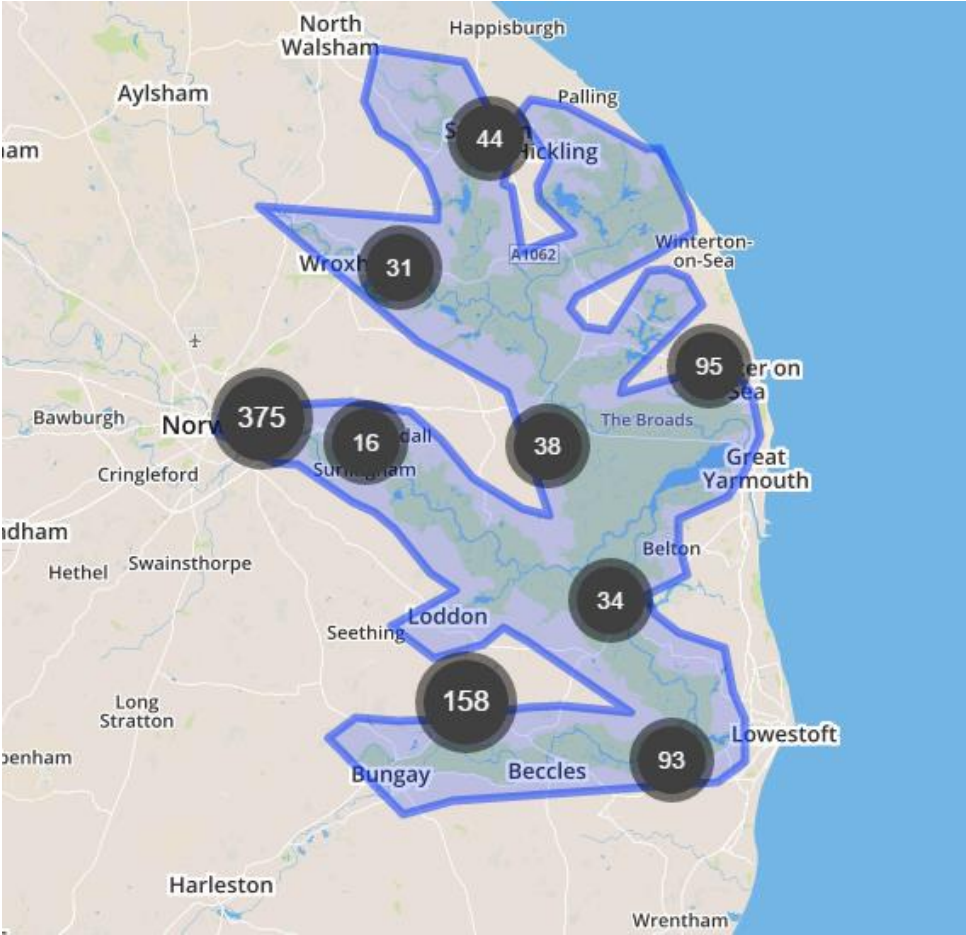 North
Walsham
Happisburgh
Aylsham
Palling
44
Hickling
A1062
Winterton-
on-Sea
31
95
Sea
375
16
38
The Broads
Bawburgh
Great
Yarmouth
Cringleford
Belton
Swainsthorpe
Hethel
34
Loddon
Seething
158
Long
Stratton
Lowestoft
93
Beccles
Bungay
Harleston
Wrentham